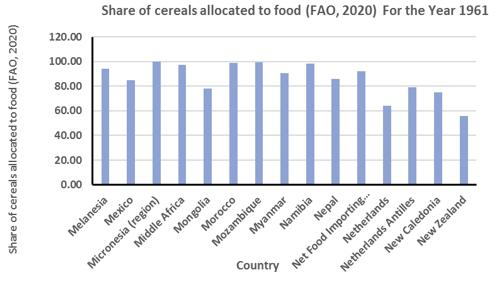 Share of cereals allocated to food (FAO, 2020)  For the Year 1961
Share of cereals allocated to food (FAO, 2020)
120.00
100.00
80.00
60.00
40.00
20.00
0.00
Melanesia
Mexico
Micronesia (region)
Middle Africa
Mongolia
Morocco
Mozambique
Myanmar
Namibia
Nepal
Net Food Importing...
Netherlands
Netherlands Antilles
New Caledonia
New Zealand
Country